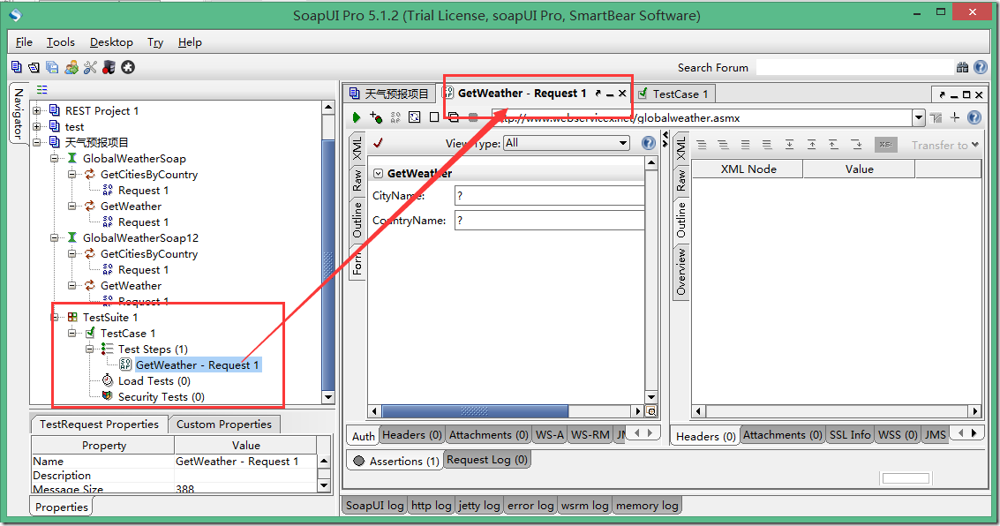 SoapUI Pro 5.1.2 (Trial License, soapUI Pro, SmartBear Software)
File Tools Desktop Try Help
Search Forum
Navigator
REST Project 1
test
天气预报项目
GlobalWeatherSoap
GetCitiesByCountry
Request 1
GetWeather
Request 1
GlobalWeatherSoap12
GetCitiesByCountry
Request 1
GetWeather
Request 1
TestSuite 1
TestCase 1
Test Steps (1)
GetWeather - Request 1
Load Tests (0)
Security Tests (0)
TestRequest Properties Custom Properties
Property Value
Name GetWeather - Request 1
Description
Message Size 388
Properties
天气预报项目 GetWeather - Request 1 TestCase 1
tp://www.webservicex.net/globalweather.asmx
XML
Raw
Outline
Form
View Type: All
GetWeather
CityName: ?
CountryName: ?
Auth Headers (0) Attachments (0) WS-A WS-RM JM
XML
Raw
Outline
Overview
XS: Transfer to
XML Node Value
Headers (0) Attachments (0) SSL Info WSS (0) JMS
Assertions (1) Request Log (0)
SoapUI log http log jetty log error log wsrm log memory log